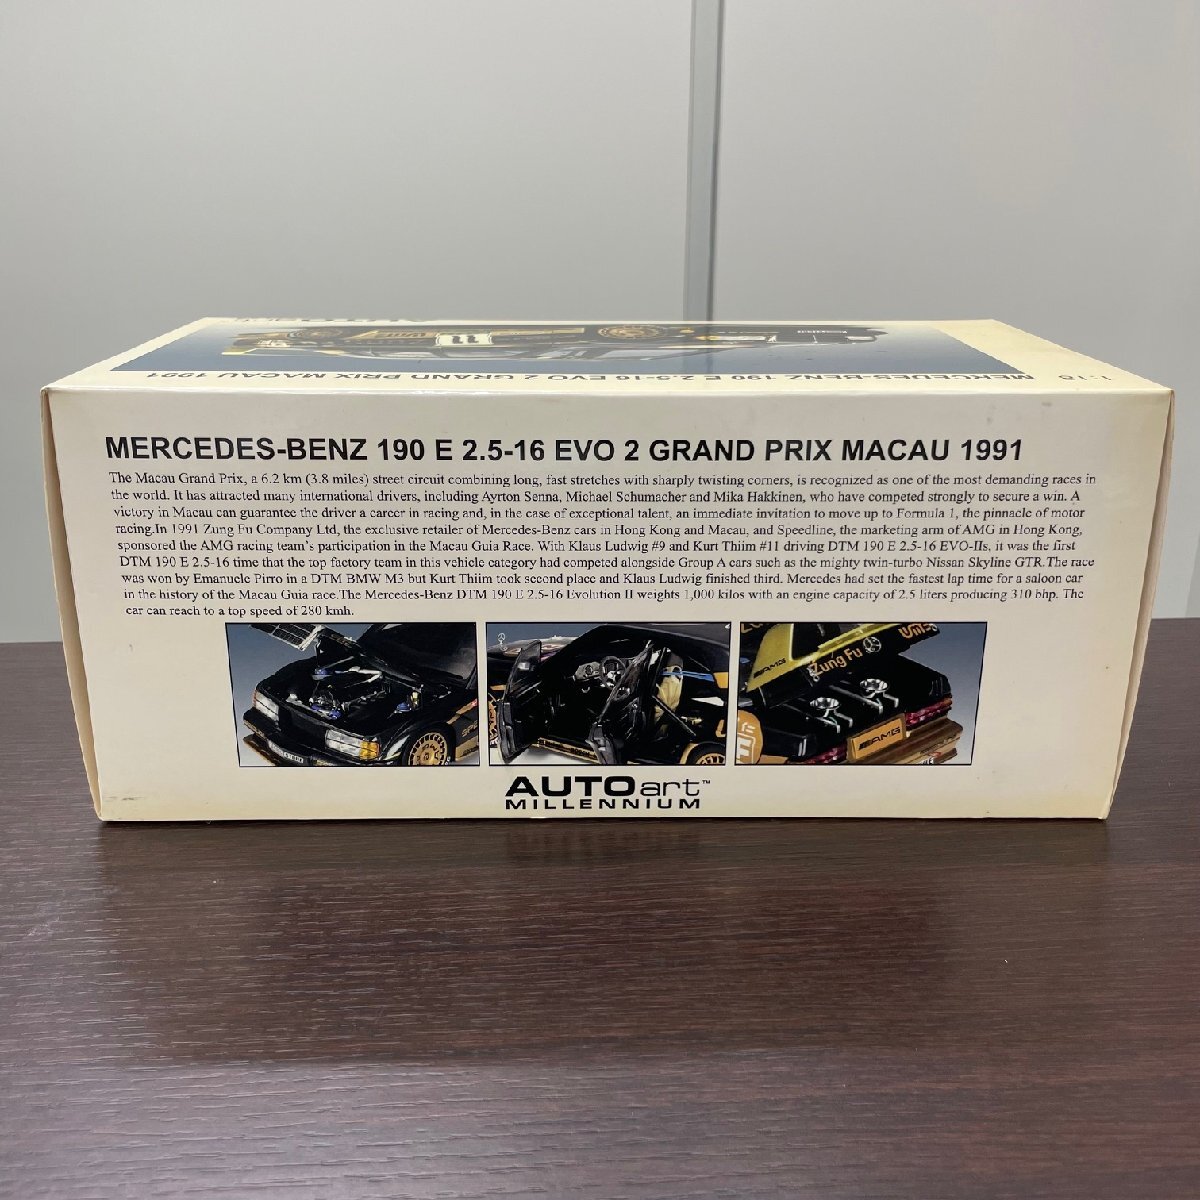 MERCEDES-BENZ 190 E 2.5-16 EVO 2 GRAND PRIX MACAU 1991
1:18
11
MERCEDES-BENZ 190 E 2.5-16 EVO 2 GRAND PRIX MACAU 1991
The Macau Grand Prix, a 6.2 km (3.8 miles) street circuit combining long, fast stretches with sharply twisting corners, is recognized as one of the most demanding races in
the world. It has attracted many international drivers, including Ayrton Senna, Michael Schumacher and Mika Hakkinen, who have competed strongly to secure a win. A
victory in Macau can guarantee the driver a career in racing and, in the case of exceptional talent, an immediate invitation to move up to Formula 1, the pinnacle of motor
racing.In 1991 Zung Fu Company Ltd, the exclusive retailer of Mercedes-Benz cars in Hong Kong and Macau, and Speedline, the marketing arm of AMG in Hong Kong,
sponsored the AMG racing team's participation in the Macau Guia Race. With Klaus Ludwig #9 and Kurt Thiim #11 driving DTM 190 E 2.5-16 EVO-IIs, it was the first
DTM 190 E 2.5-16 time that the top factory team in this vehicle category had competed alongside Group A cars such as the mighty twin-turbo Nissan Skyline GTR.The race
was won by Emanuele Pirro in a DTM BMW M3 but Kurt Thiim took second place and Klaus Ludwig finished third. Mercedes had set the fastest lap time for a saloon car
in the history of the Macau Guia race.The Mercedes-Benz DTM 190 E 2.5-16 Evolution II weights 1,000 kilos with an engine capacity of 2.5 liters producing 310 bhp. The
car can reach to a top speed of 280 kmh.
AMG
Zung Fu
AMG
AUTOart™
MILLENNIUM